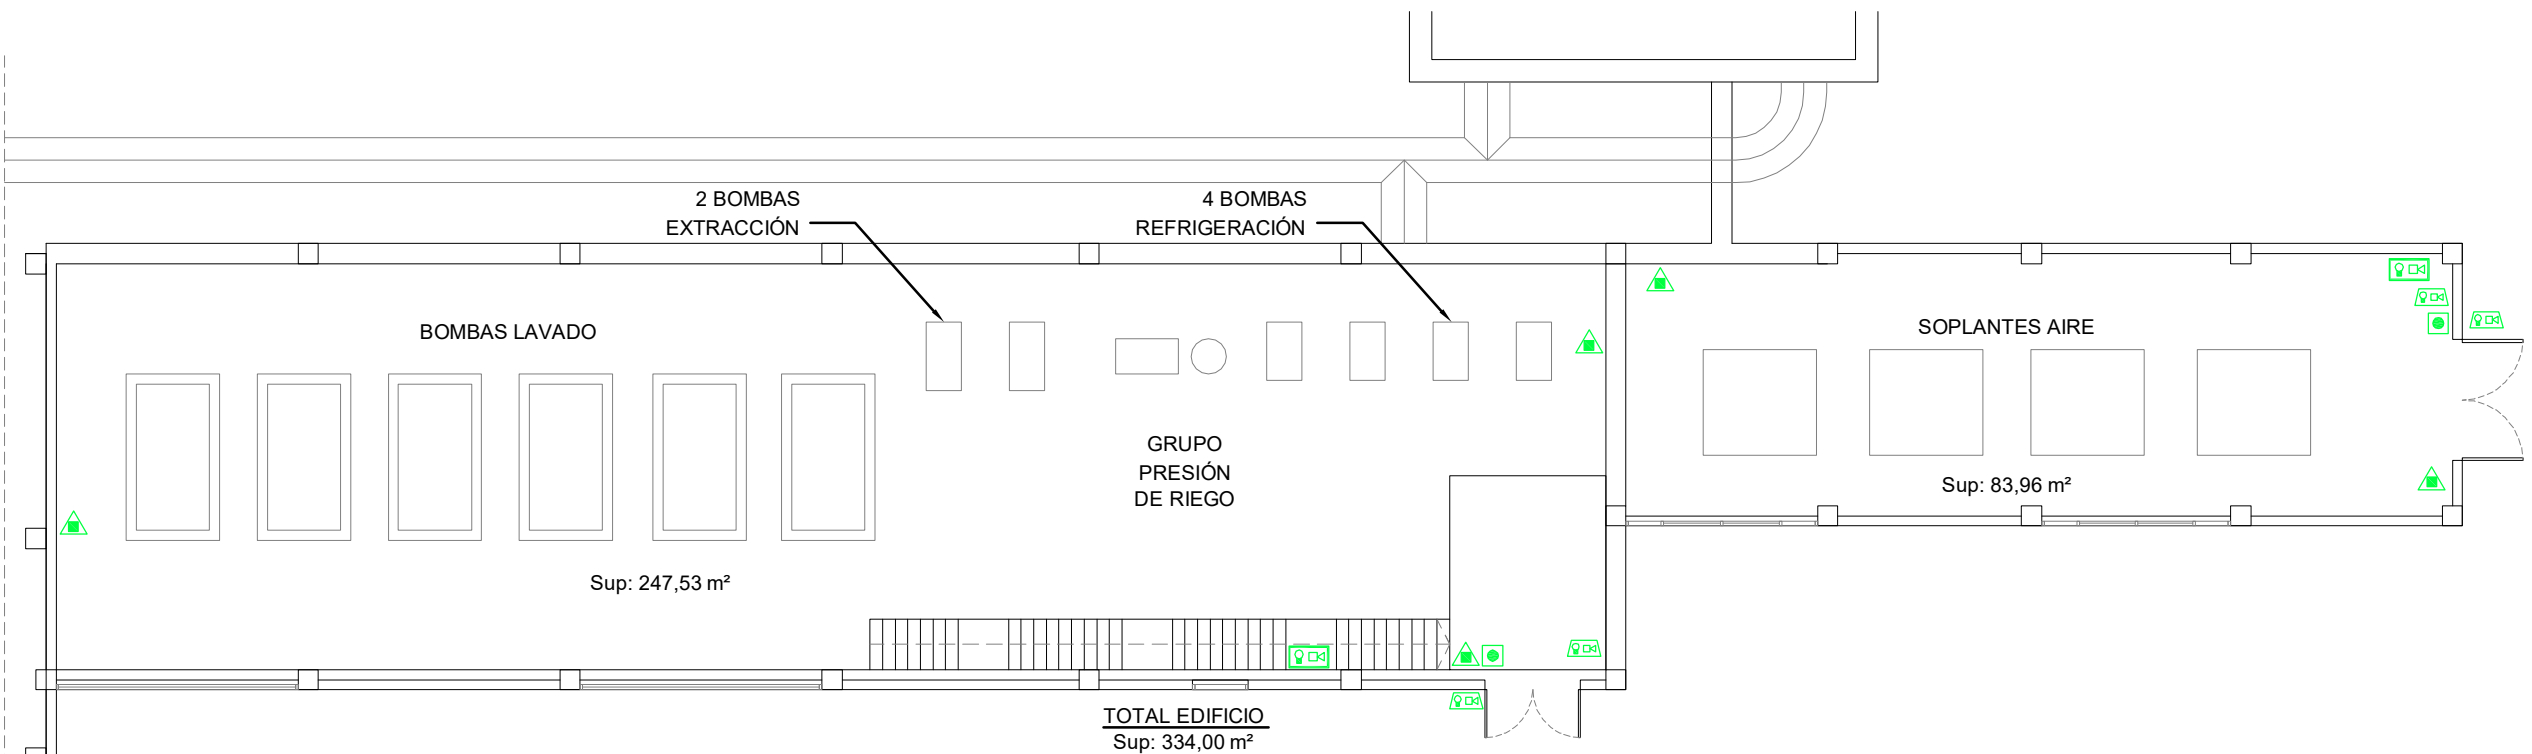 2 BOMBAS
EXTRACCIÓN
4 BOMBAS
REFRIGERACIÓN
BOMBAS LAVADO
SOPLANTES AIRE
GRUPO
PRESIÓN
DE RIEGO
Sup: 83,96 m²
Sup: 247,53 m²
TOTAL EDIFICIO
Sup: 334,00 m²